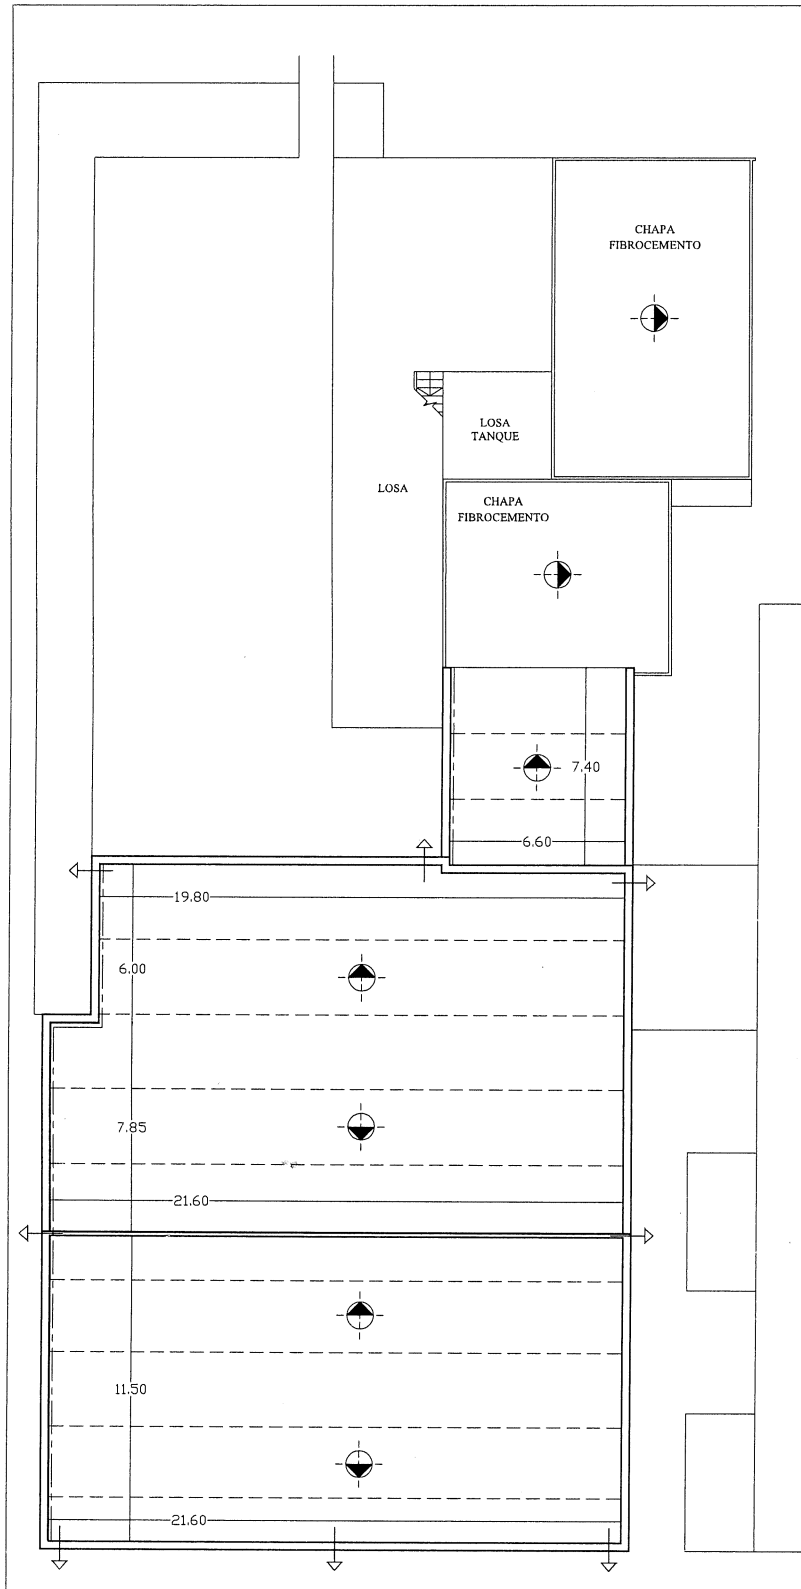 CHAPA
FIBROCEMENTO
LOSA
TANQUE
LOSA
CHAPA
FIBROCEMENTO
7.40
6.60
19.80
6.00
7.85
21.60
11.50
21.60